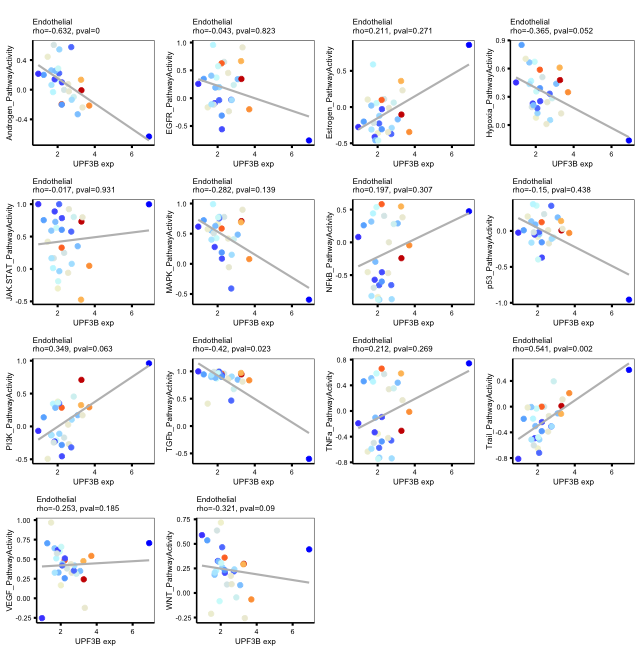 Endothelial
rho=-0.632, pval=0
Androgen_PathwayActivity
0.4
0.0
-0.4
2
4
6
UPF3B exp
Endothelial
rho=-0.043, pval=0.823
EGFR_PathwayActivity
1.0
0.5
0.0
-0.5
2
4
6
UPF3B exp
Endothelial
rho=0.211, pval=0.271
Estrogen_PathwayActivity
0.5
0.0
-0.5
2
4
6
UPF3B exp
Endothelial
rho=-0.365, pval=0.052
Hypoxia_PathwayActivity
0.9
0.6
0.3
0.0
2
4
6
UPF3B exp
Endothelial
rho=-0.017, pval=0.931
JAK.STAT_PathwayActivity
1.0
0.5
0.0
-0.5
2
4
6
UPF3B exp
Endothelial
rho=-0.282, pval=0.139
MAPK_PathwayActivity
1.0
0.5
0.0
-0.5
2
4
6
UPF3B exp
Endothelial
rho=0.197, pval=0.307
NFkB_PathwayActivity
0.5
0.0
-0.5
2
4
6
UPF3B exp
Endothelial
rho=-0.15, pval=0.438
p53_PathwayActivity
0.0
-0.5
-1.0
2
4
6
UPF3B exp
Endothelial
rho=0.349, pval=0.063
PI3K_PathwayActivity
1.0
0.5
0.0
-0.5
2
4
6
UPF3B exp
Endothelial
rho=-0.42, pval=0.023
TGFb_PathwayActivity
1.0
0.5
0.0
-0.5
2
4
6
UPF3B exp
Endothelial
rho=0.212, pval=0.269
TNFa_PathwayActivity
0.8
0.4
0.0
-0.4
-0.8
2
4
6
UPF3B exp
Endothelial
rho=0.541, pval=0.002
Trail_PathwayActivity
0.4
0.0
-0.4
-0.8
2
4
6
UPF3B exp
Endothelial
rho=-0.253, pval=0.185
VEGF_PathwayActivity
1.00
0.75
0.50
0.25
0.00
-0.25
2
4
6
UPF3B exp
Endothelial
rho=-0.321, pval=0.09
WNT_PathwayActivity
0.75
0.50
0.25
0.00
-0.25
2
4
6
UPF3B exp